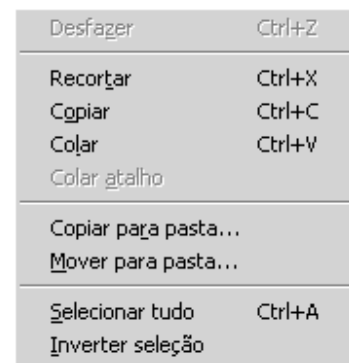 Desfazer Ctrl+Z
Recortar Ctrl+X
Copiar Ctrl+C
Colar Ctrl+V
Colar atalho
Copiar para pasta...
Mover para pasta...
Selecionar tudo Ctrl+A
Inverter seleção